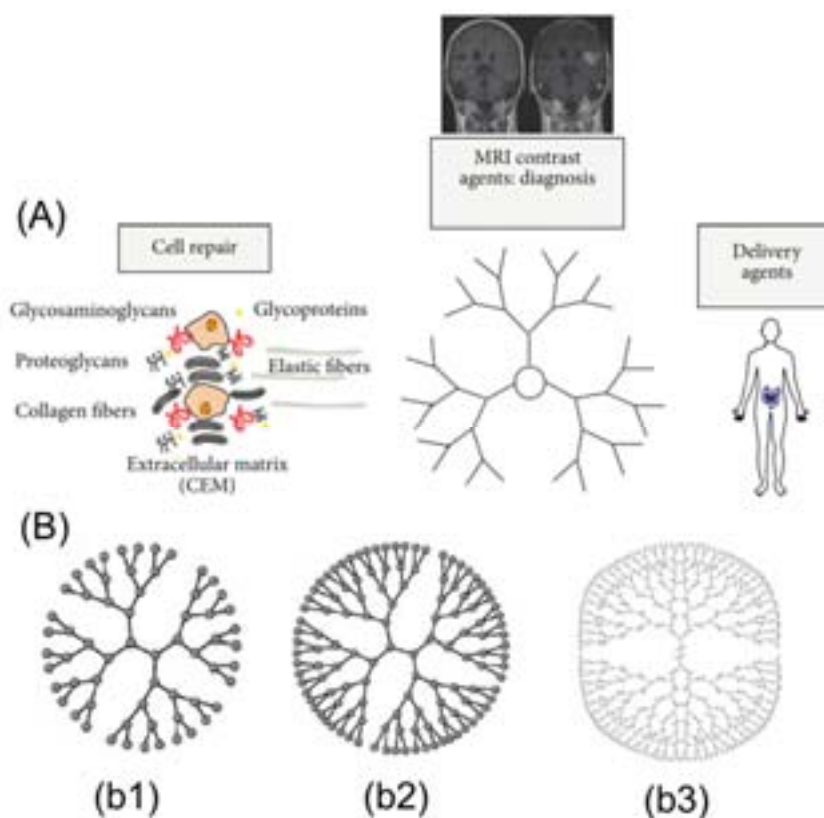 MRI contrast
agents: diagnosis
(A)
Cell repair
Delivery
agents
Glycosaminoglycans
Glycoproteins
Proteoglycans
Elastic fibers
Collagen fibers
Extracellular matrix
(CEM)
(B)
(b1)
(b2)
(b3)